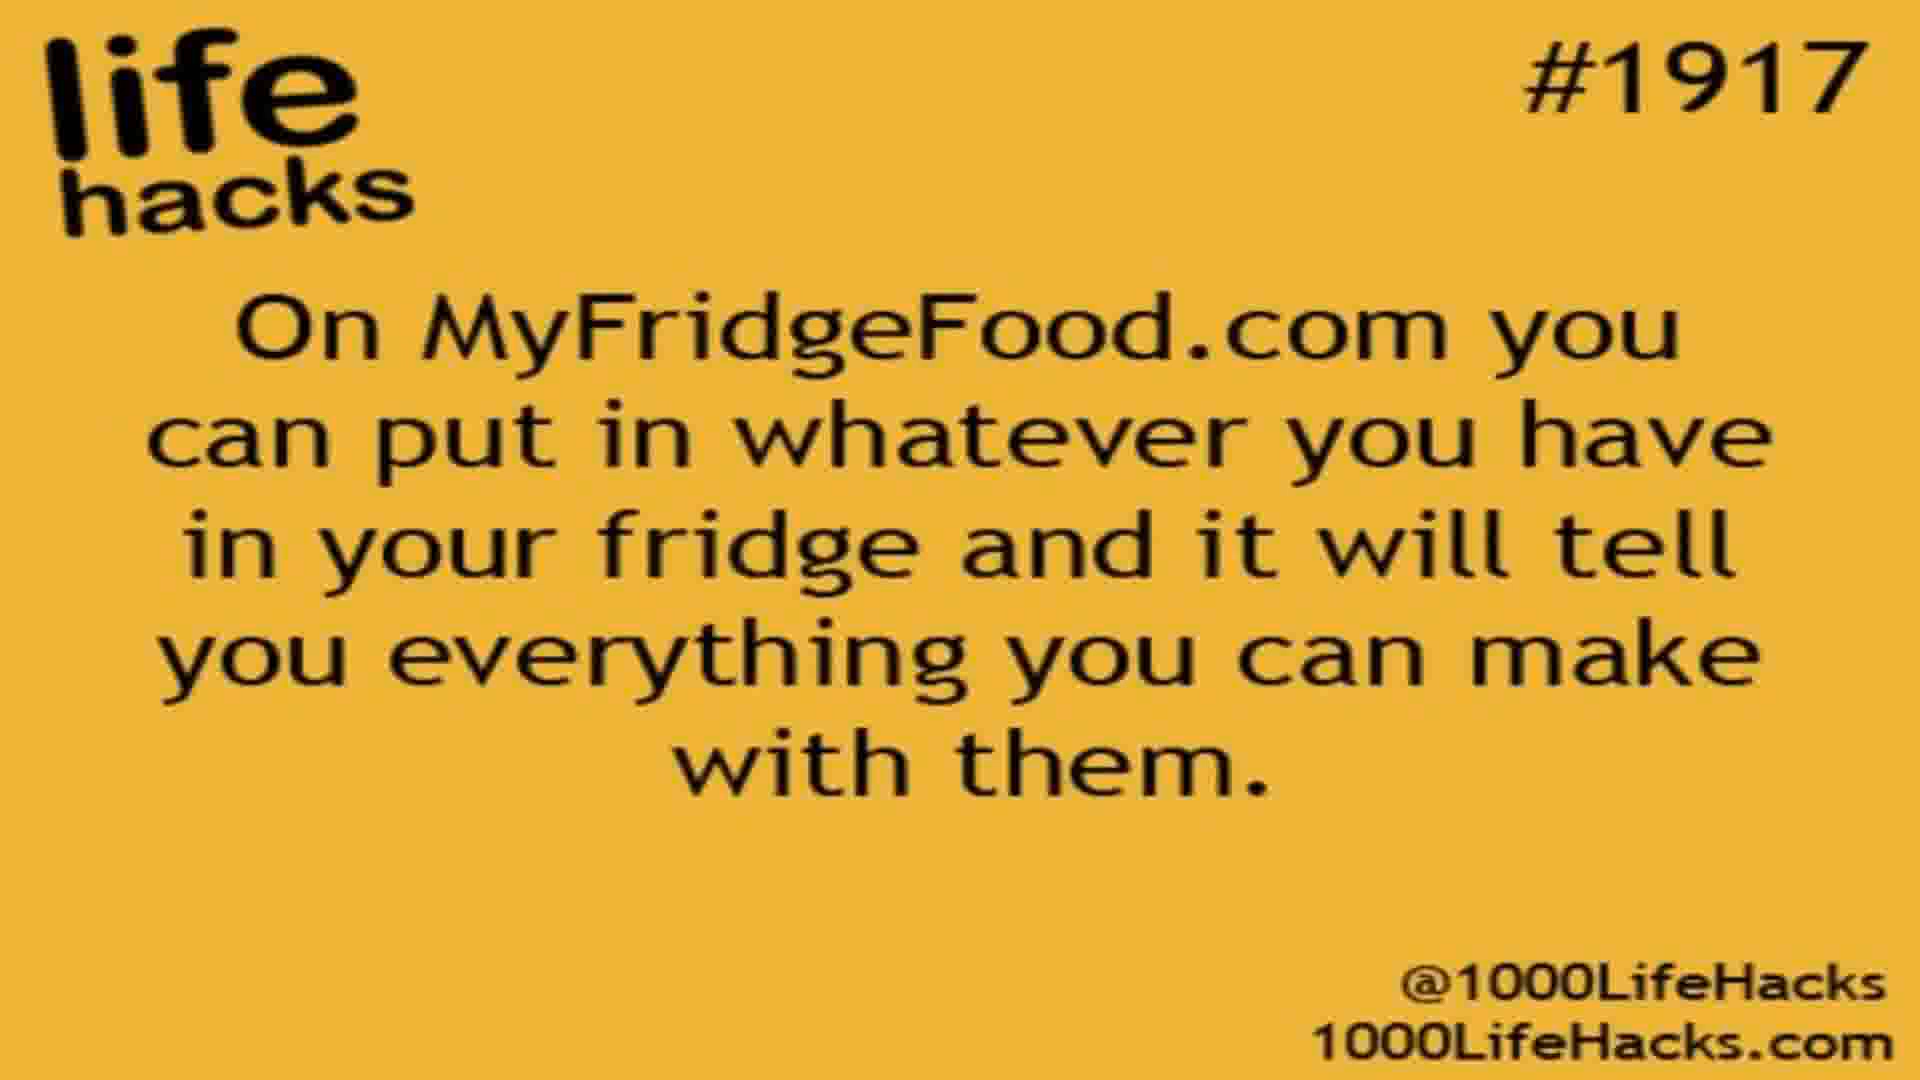 life
hacks
#1917
On MyFridgeFood.com you
can put in whatever you have
in your fridge and it will tell
you everything you can make
with them.
@1000LifeHacks
1000LifeHacks.com